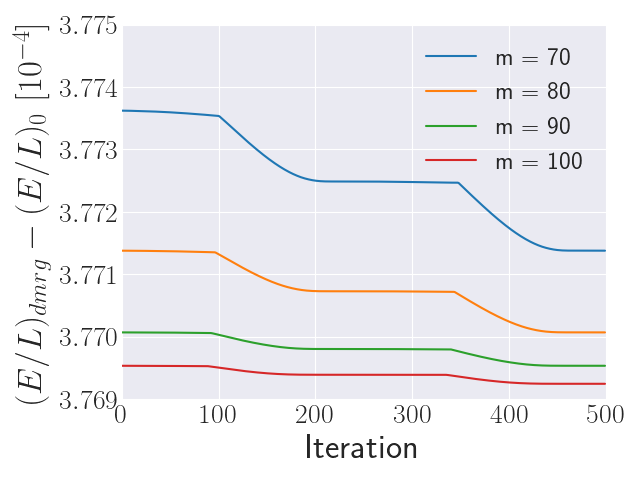 (E/L)_{dmrg} − (E/L)_0 [10^{−4}]
3.775
3.774
3.773
3.772
3.771
3.770
3.769
m = 70
m = 80
m = 90
m = 100
0 100 200 300 400 500
Iteration